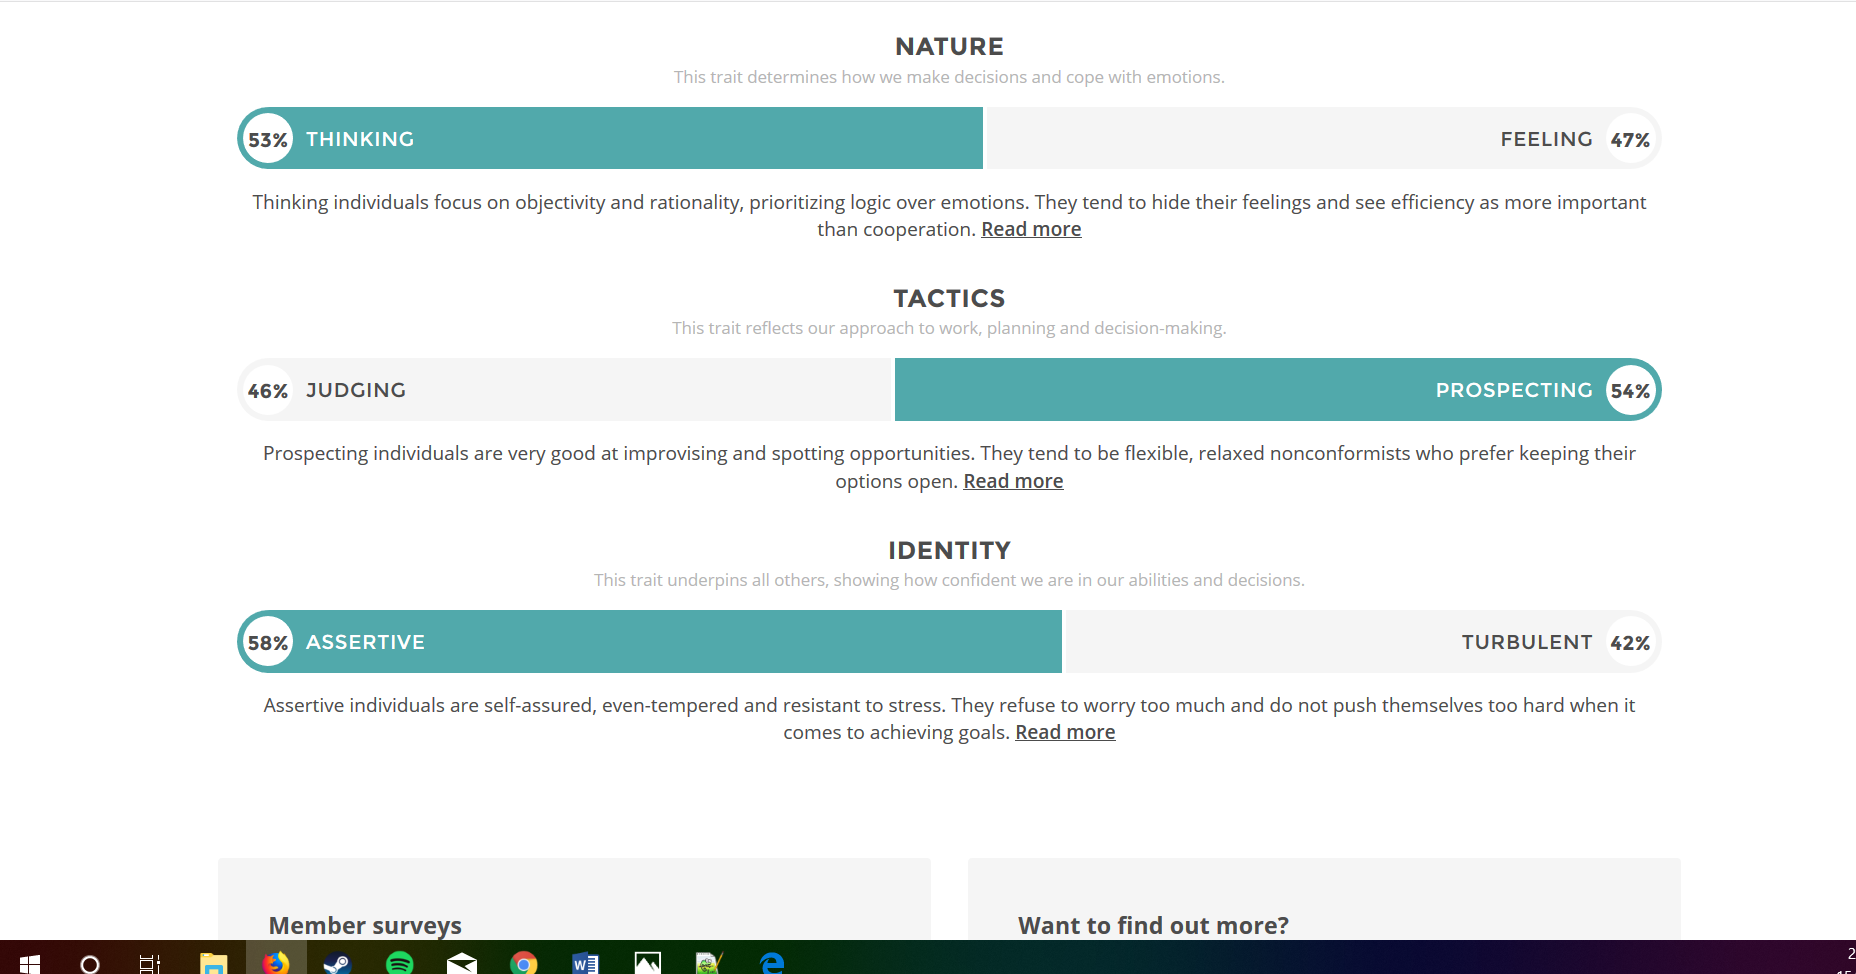 NATURE
This trait determines how we make decisions and cope with emotions.
53% THINKING FEELING 47%
Thinking individuals focus on objectivity and rationality, prioritizing logic over emotions. They tend to hide their feelings and see efficiency as more important
than cooperation. Read more
TACTICS
This trait reflects our approach to work, planning and decision-making.
46% JUDGING PROSPECTING 54%
Prospecting individuals are very good at improvising and spotting opportunities. They tend to be flexible, relaxed nonconformists who prefer keeping their
options open. Read more
IDENTITY
This trait underpins all others, showing how confident we are in our abilities and decisions.
58% ASSERTIVE TURBULENT 42%
Assertive individuals are self-assured, even-tempered and resistant to stress. They refuse to worry too much and do not push themselves too hard when it
comes to achieving goals. Read more
Member surveys Want to find out more?